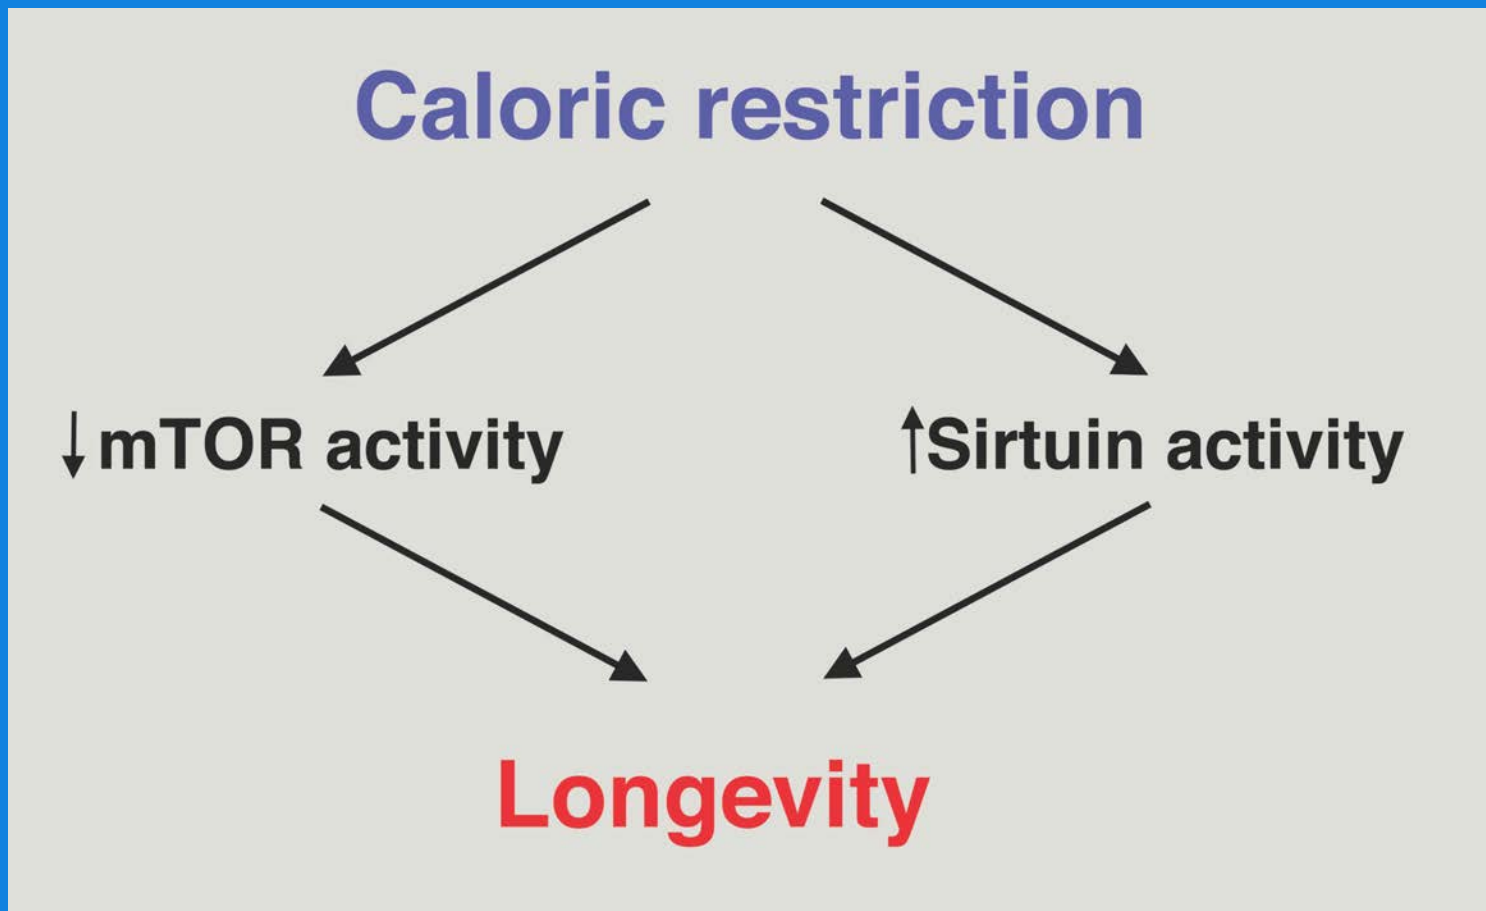 Caloric restriction
↓mTOR activity
↑Sirtuin activity
Longevity